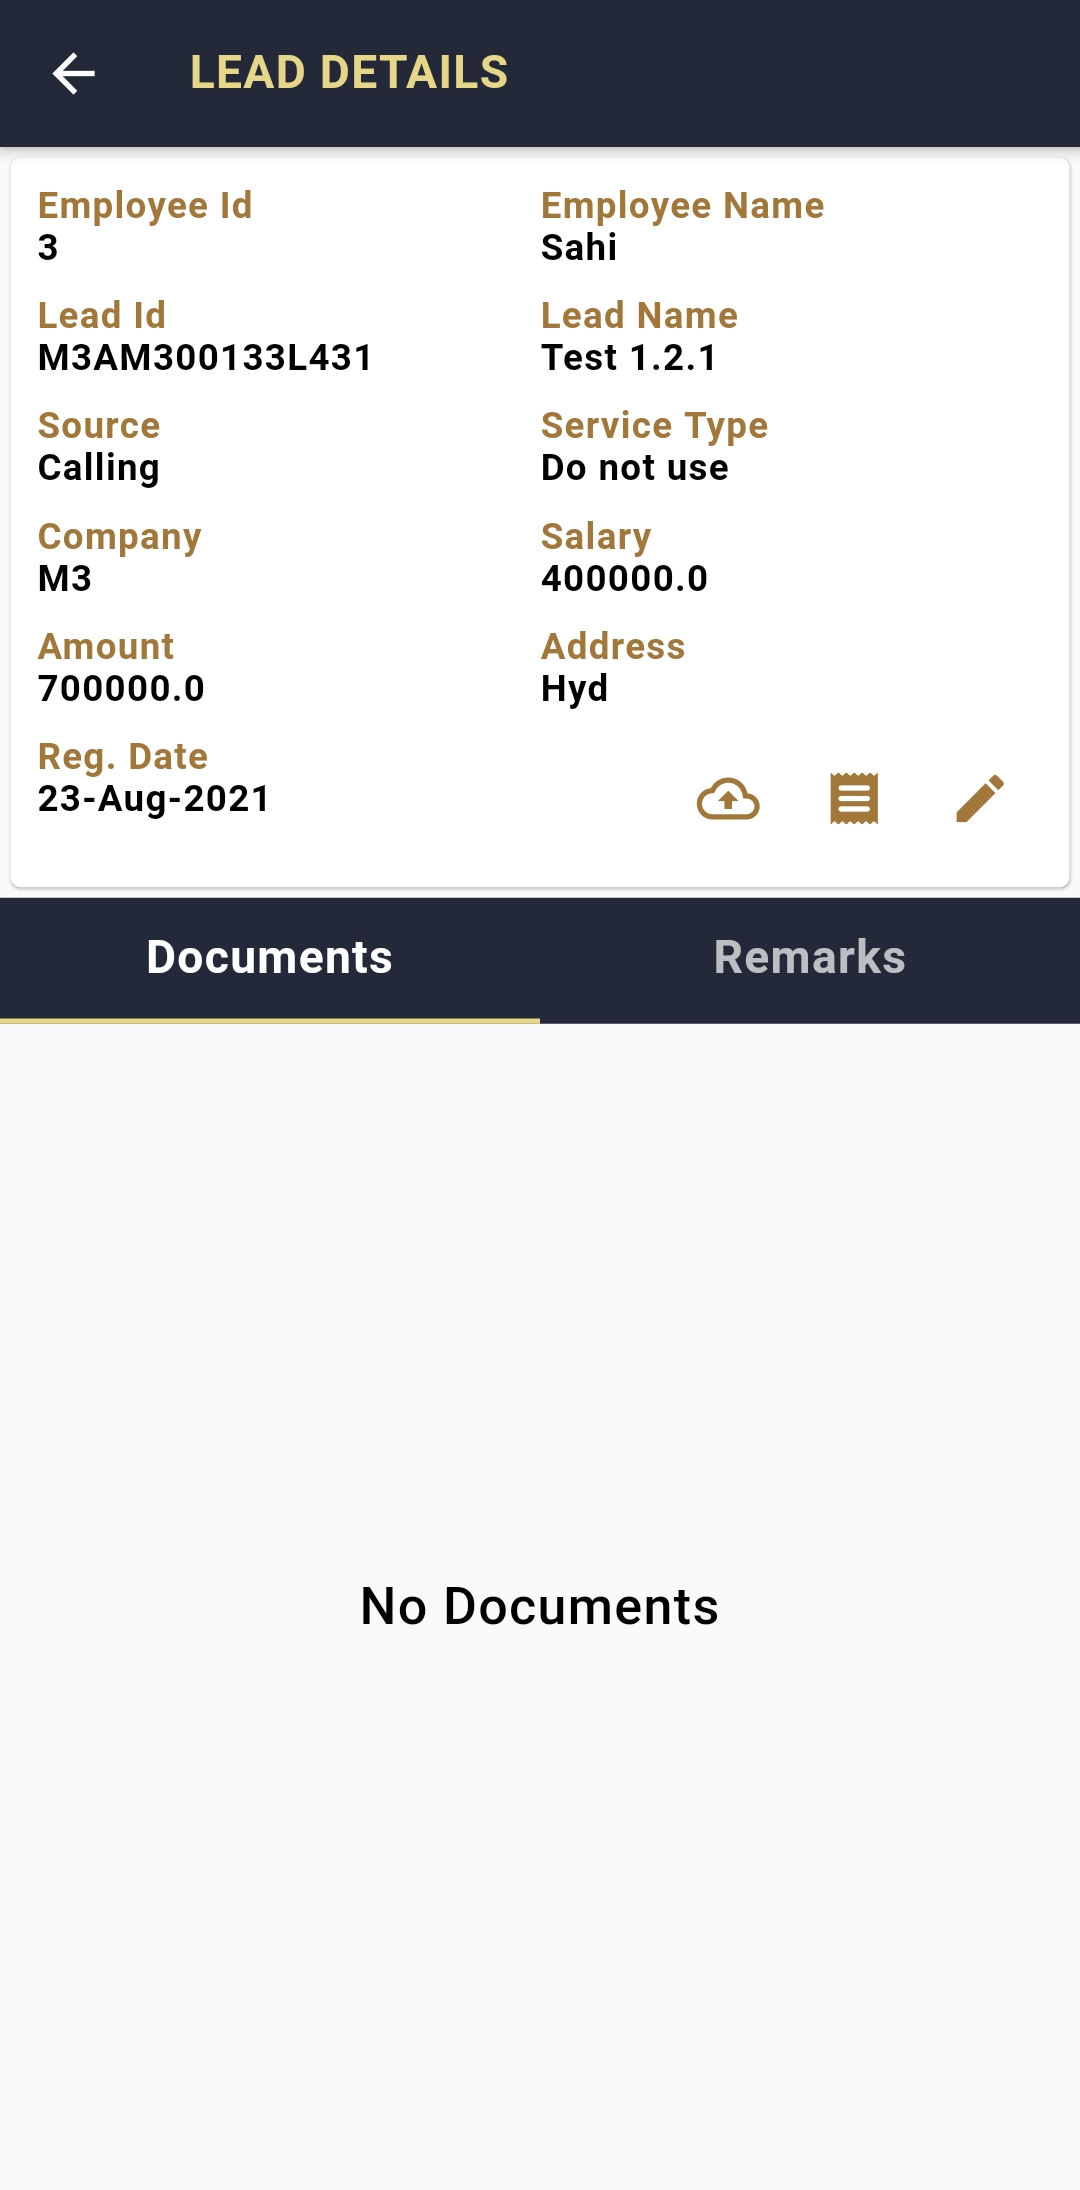 LEAD DETAILS
Employee Id
3
Employee Name
Sahi
Lead Id
M3AM300133L431
Lead Name
Test 1.2.1
Source
Calling
Service Type
Do not use
Company
M3
Salary
400000.0
Amount
700000.0
Address
Hyd
Reg. Date
23-Aug-2021
Documents
Remarks
No Documents